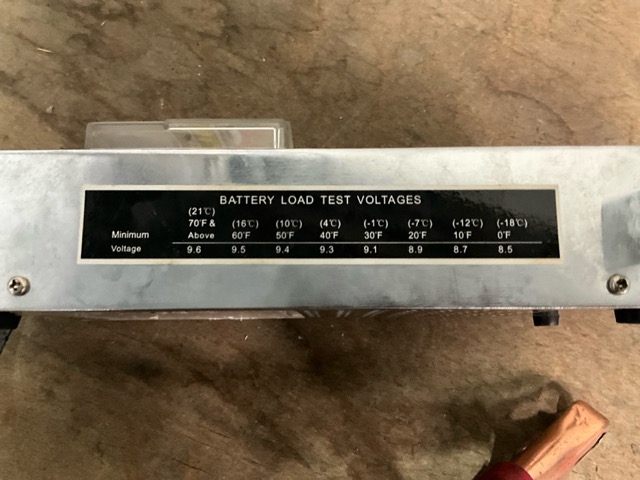 BATTERY LOAD TEST VOLTAGES
(21℃)
70°F & (16℃) (10℃) (4℃) (-1℃) (-7℃) (-12℃) (-18℃)
Minimum Above 60°F 50°F 40°F 30°F 20°F 10°F 0°F
Voltage 9.6 9.5 9.4 9.3 9.1 8.9 8.7 8.5